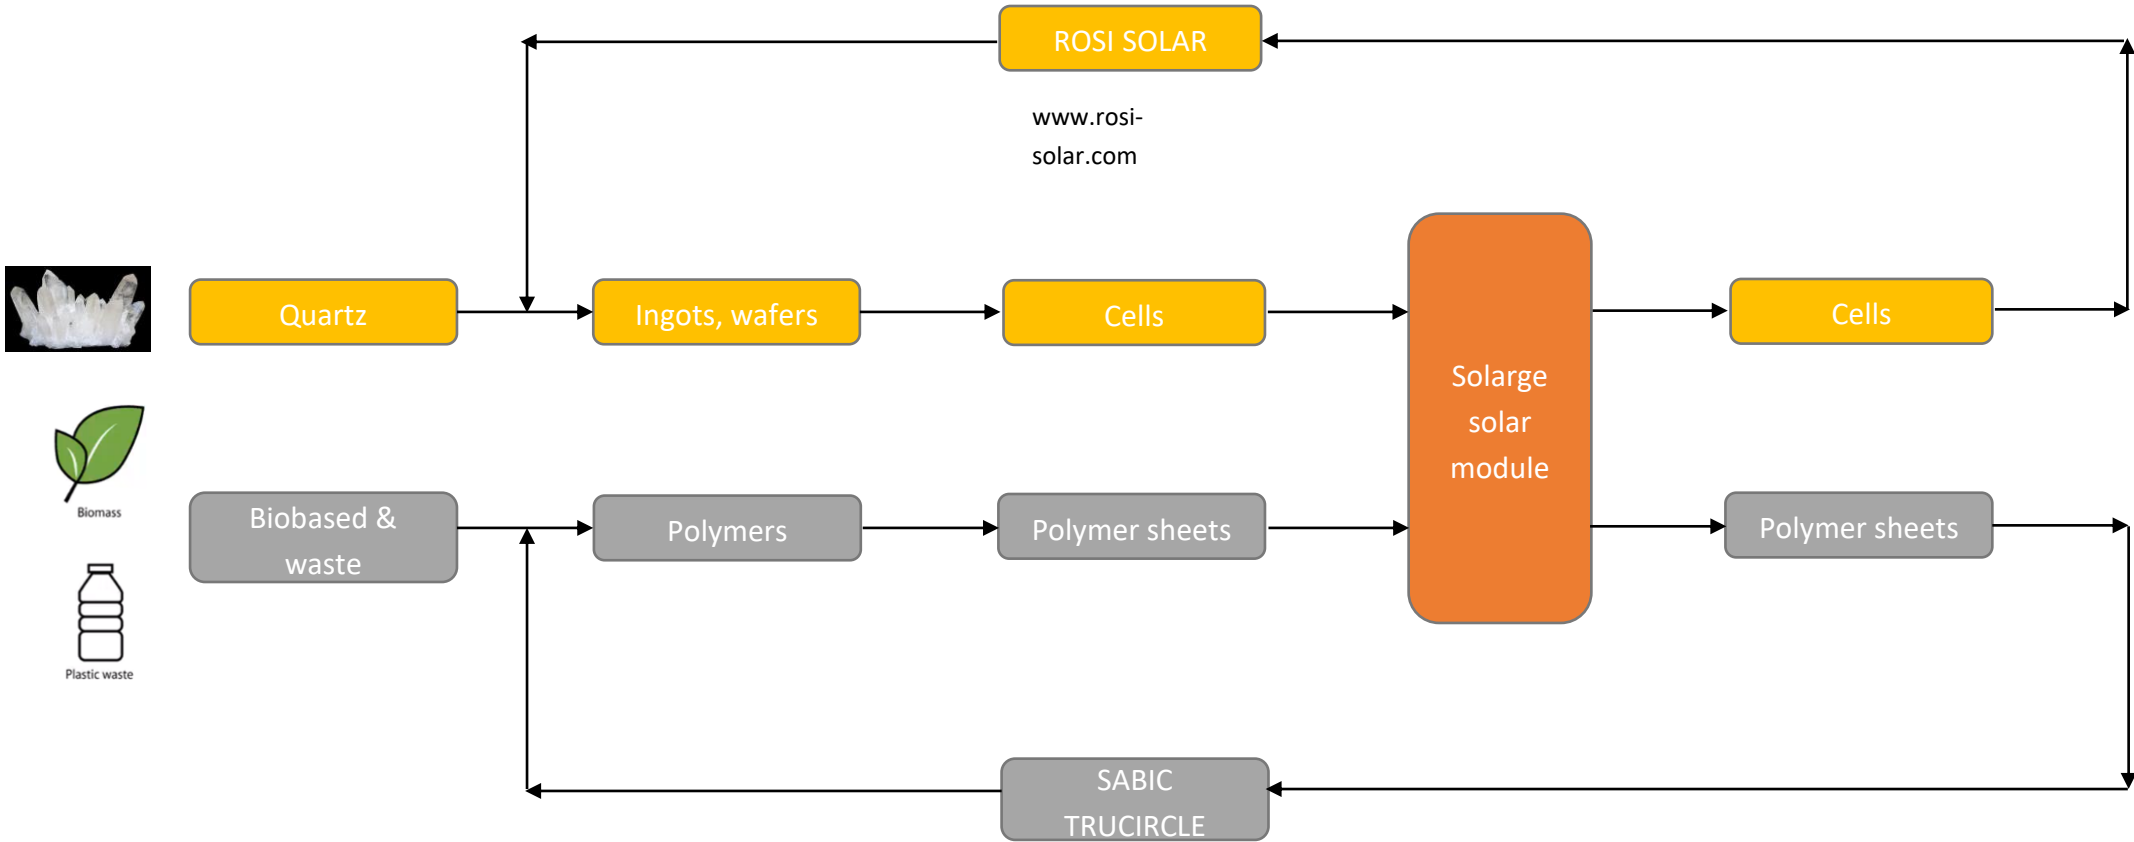 ROSI SOLAR
www.rosi-
solar.com
Quartz
Ingots, wafers
Cells
Solarge
solar
module
Cells
Biomass
Biobased &
waste
Polymers
Polymer sheets
Polymer sheets
Plastic waste
SABIC
TRUCIRCLE